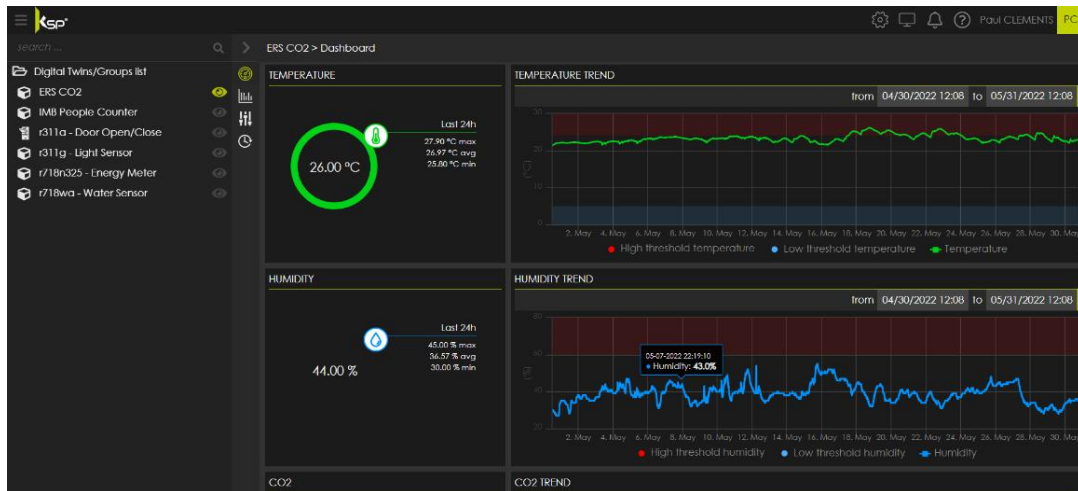 Ksp
Paul CLEMENTS PC
search ...
ERS CO2 > Dashboard
Digital Twins/Groups list
ERS CO2
IMB People Counter
r311a - Door Open/Close
r311g - Light Sensor
r/18n325 - Energy Meter
r718wa - Water Sensor
TEMPERATURE
Last 24h
27.90 °C max
26.97 °C avg
25.80 °C min
26.00 °C
TEMPERATURE TREND
from 04/30/2022 12:08 to 05/31/2022 12:08
30
20
10
0
(°C)
2. May 4. May 6. May 8. May 10. May 12. May 14. May 16. May 18. May 20. May 22. May 24. May 26. May 28. May 30. May
High threshold temperature Low threshold temperature Temperature
HUMIDITY
Last 24h
45.00 % max
36.57 % avg
30.00 % min
44.00 %
HUMIDITY TREND
from 04/30/2022 12:08 to 05/31/2022 12:08
80
60
40
20
(%)
05-07-2022 22:19:10
Humidity: 43.0%
2. May 4. May 6. May 8. May 10. May 12. May 14. May 16. May 18. May 20. May 22. May 24. May 26. May 28. May 30. May
High threshold humidity Low threshold humidity Humidity
CO2
CO2 TREND